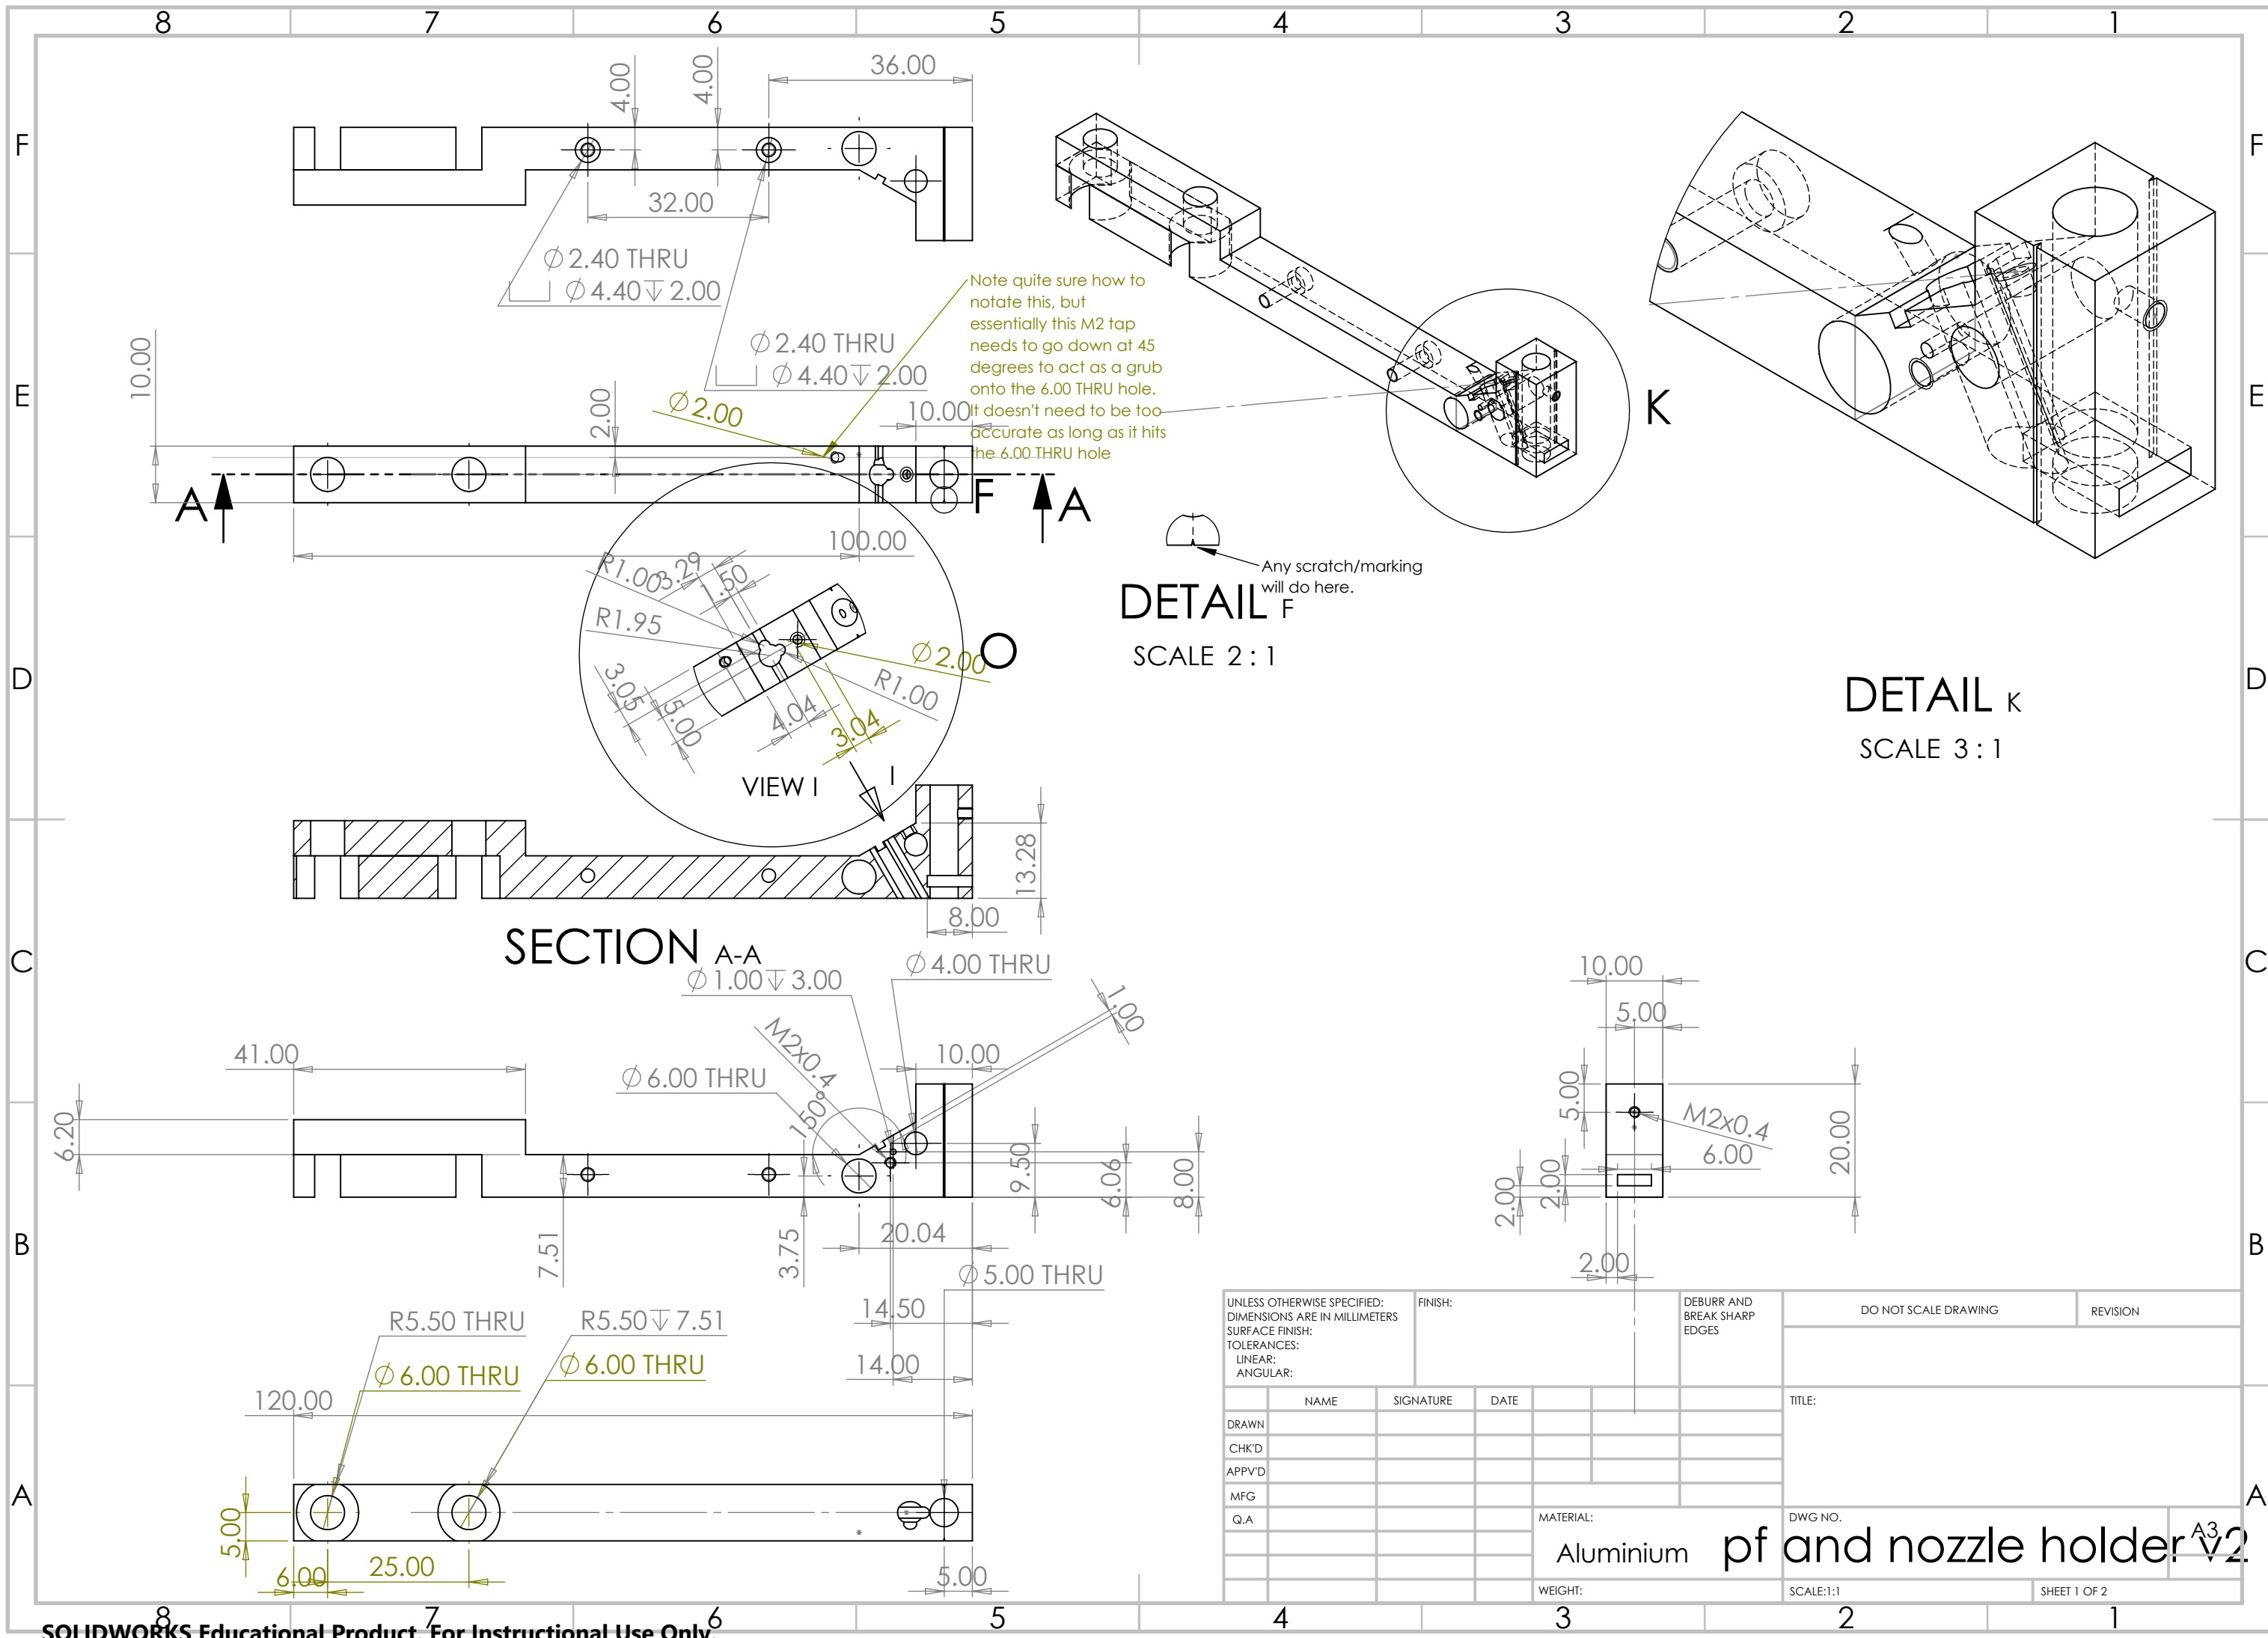 8 7 6 5 4 3 2 1
F
E
D
C
B
A
F
E
D
C
B
A
4.00
4.00
36.00
32.00
∅2.40 THRU
⌴ ∅4.40↧2.00
∅2.40 THRU
⌴ ∅4.40↧2.00
Note quite sure how to
notate this, but
essentially this M2 tap
needs to go down at 45
degrees to act as a grub
onto the 6.00 THRU hole.
It doesn't need to be too
accurate as long as it hits
the 6.00 THRU hole
10.00
2.00
∅2.00
10.00
A
F
A
100.00
K
Any scratch/marking
will do here.
DETAIL F
SCALE 2 : 1
DETAIL K
SCALE 3 : 1
R1.00
3.29
1.50
R1.95
∅2.00
O
R1.00
3.05
5.00
4.04
3.04
VIEW I
I
13.28
8.00
SECTION A-A
∅1.00↧3.00
∅4.00 THRU
1.00
M2x0.4
41.00
10.00
∅6.00 THRU
150°
6.20
9.50
6.06
8.00
7.51
3.75
20.04
∅5.00 THRU
14.50
14.00
10.00
5.00
5.00
M2x0.4
20.00
6.00
2.00
2.00
2.00
R5.50 THRU
R5.50↧7.51
∅6.00 THRU
∅6.00 THRU
120.00
5.00
6.00
25.00
5.00
UNLESS OTHERWISE SPECIFIED:
DIMENSIONS ARE IN MILLIMETERS
SURFACE FINISH:
TOLERANCES:
LINEAR:
ANGULAR:
FINISH:
DEBURR AND
BREAK SHARP
EDGES
DO NOT SCALE DRAWING
REVISION
NAME
SIGNATURE
DATE
TITLE:
DRAWN
CHK'D
APPV'D
MFG
Q.A
MATERIAL:
Aluminium
DWG NO.
pf and nozzle holder v2
A3
WEIGHT:
SCALE:1:1
SHEET 1 OF 2
8 7 6 5 4 3 2 1
SOLIDWORKS Educational Product. For Instructional Use Only.